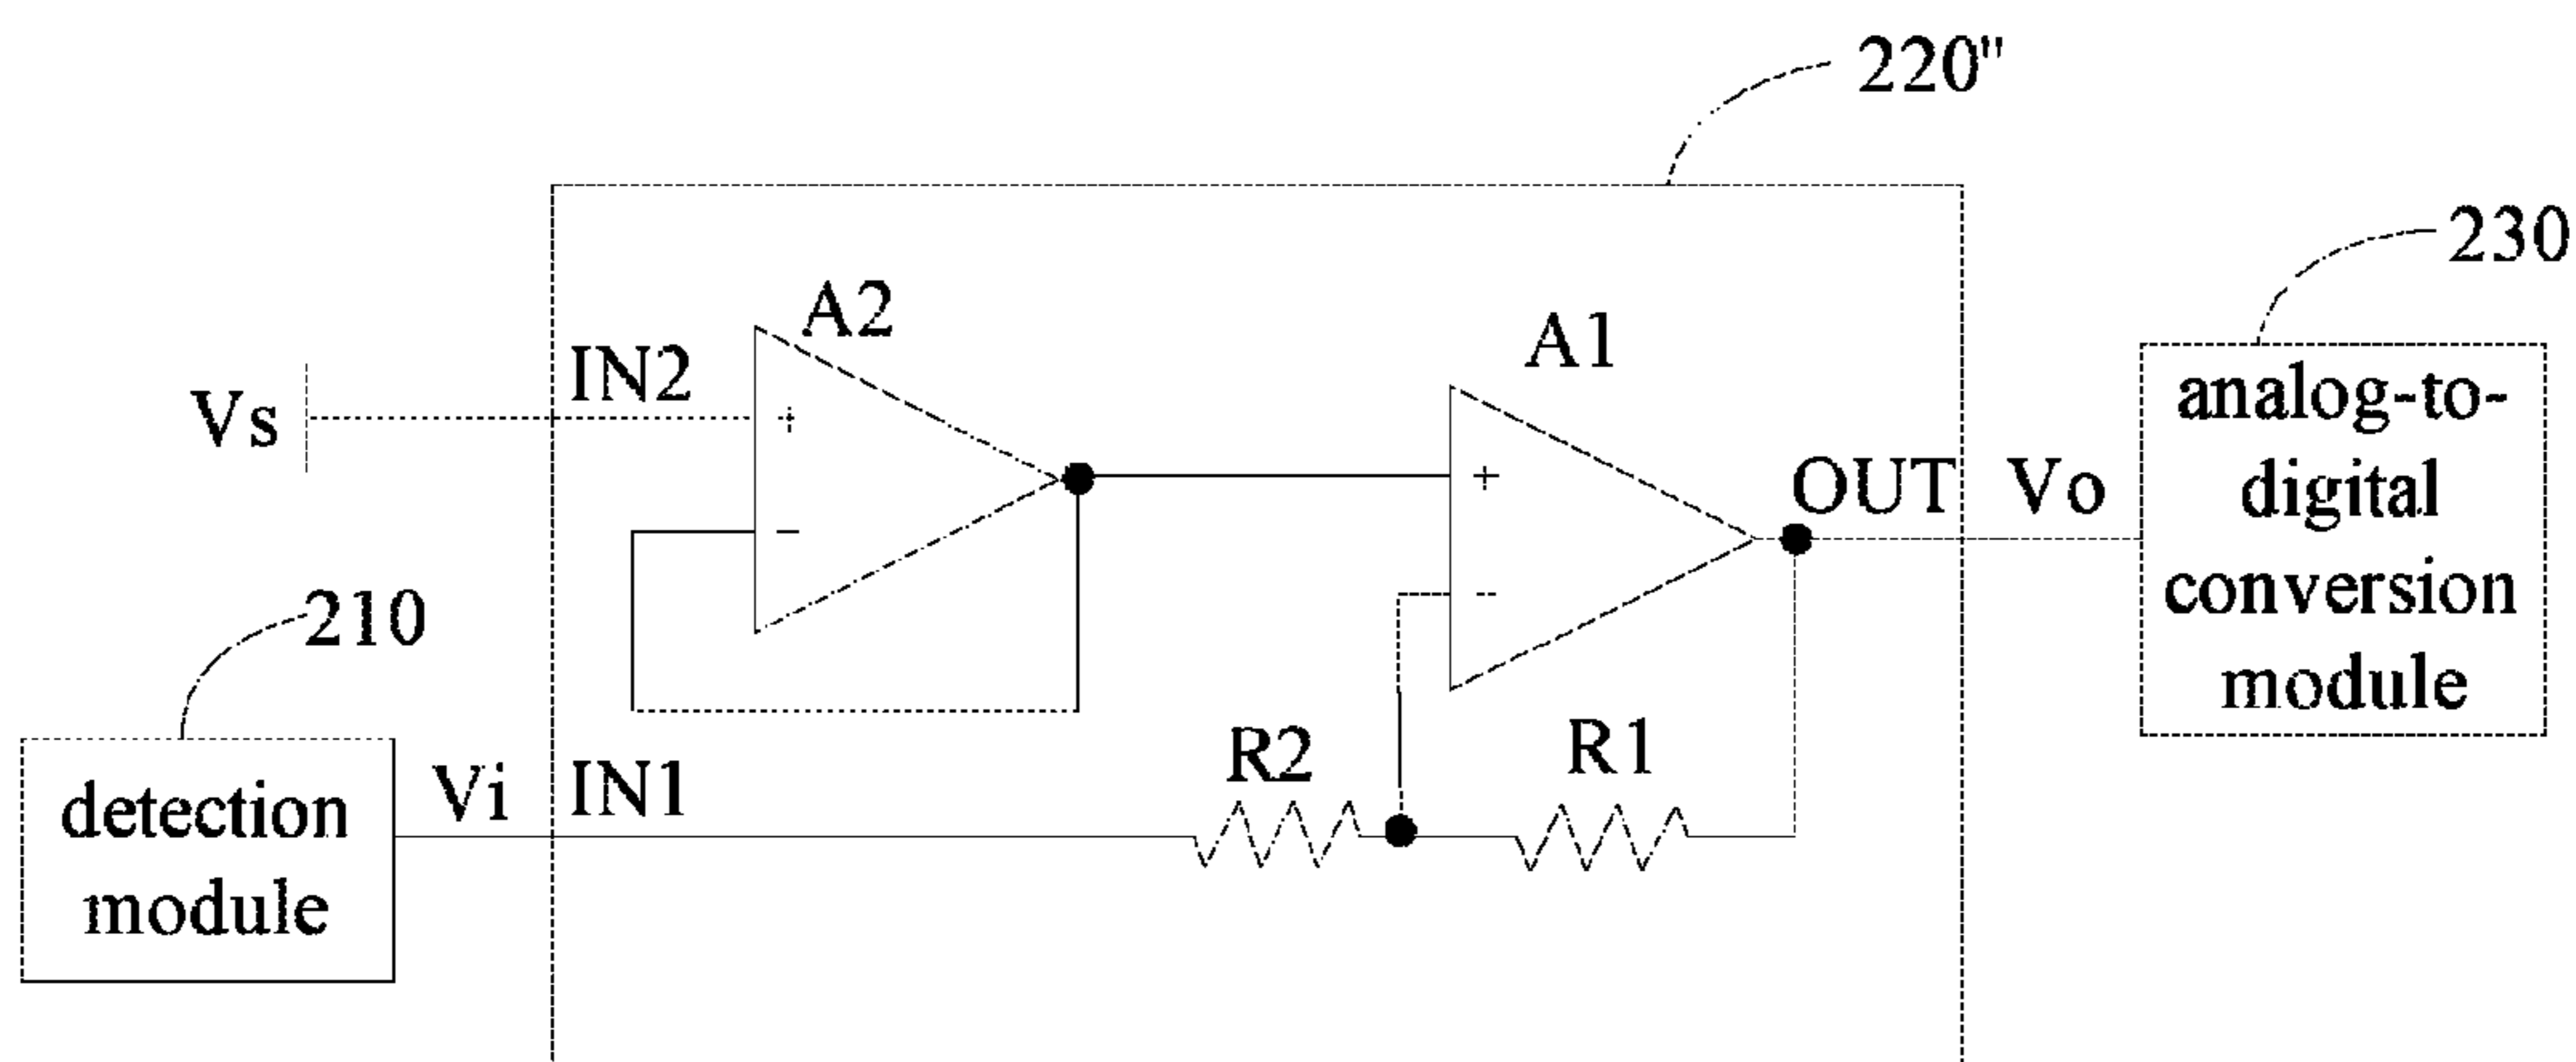 220"
230
A2
A1
IN2
Vs
+
+
−
−
OUT
Vo
analog-to-
digital
conversion
module
210
R2
R1
Vi
IN1
detection
module